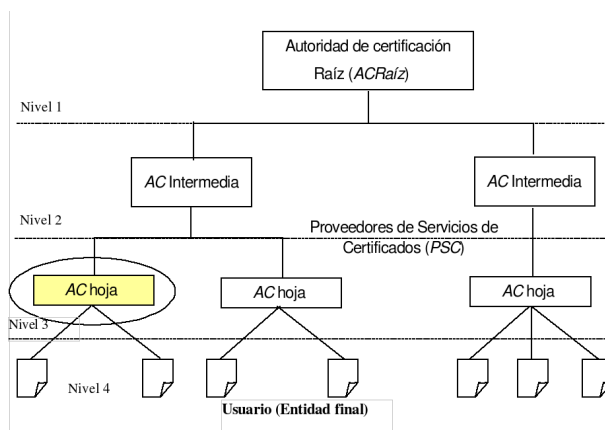 Autoridad de certificación
Raíz (ACRaíz)
Nivel 1
AC Intermedia
AC Intermedia
Nivel 2
Proveedores de Servicios de
Certificados (PSC)
AC hoja
AC hoja
AC hoja
Nivel 3
Nivel 4
Usuario (Entidad final)